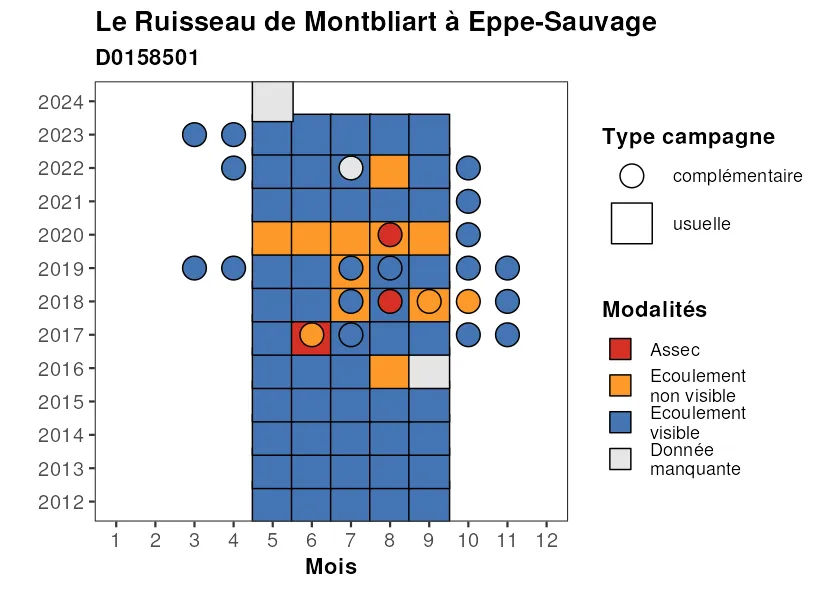 Le Ruisseau de Montbliart à Eppe-Sauvage
D0158501
2024
2023
2022
2021
2020
2019
2018
2017
2016
2015
2014
2013
2012
1 2 3 4 5 6 7 8 9 10 11 12
Mois
Type campagne
complémentaire
usuelle
Modalités
Assec
Ecoulement
non visible
Ecoulement
visible
Donnée
manquante